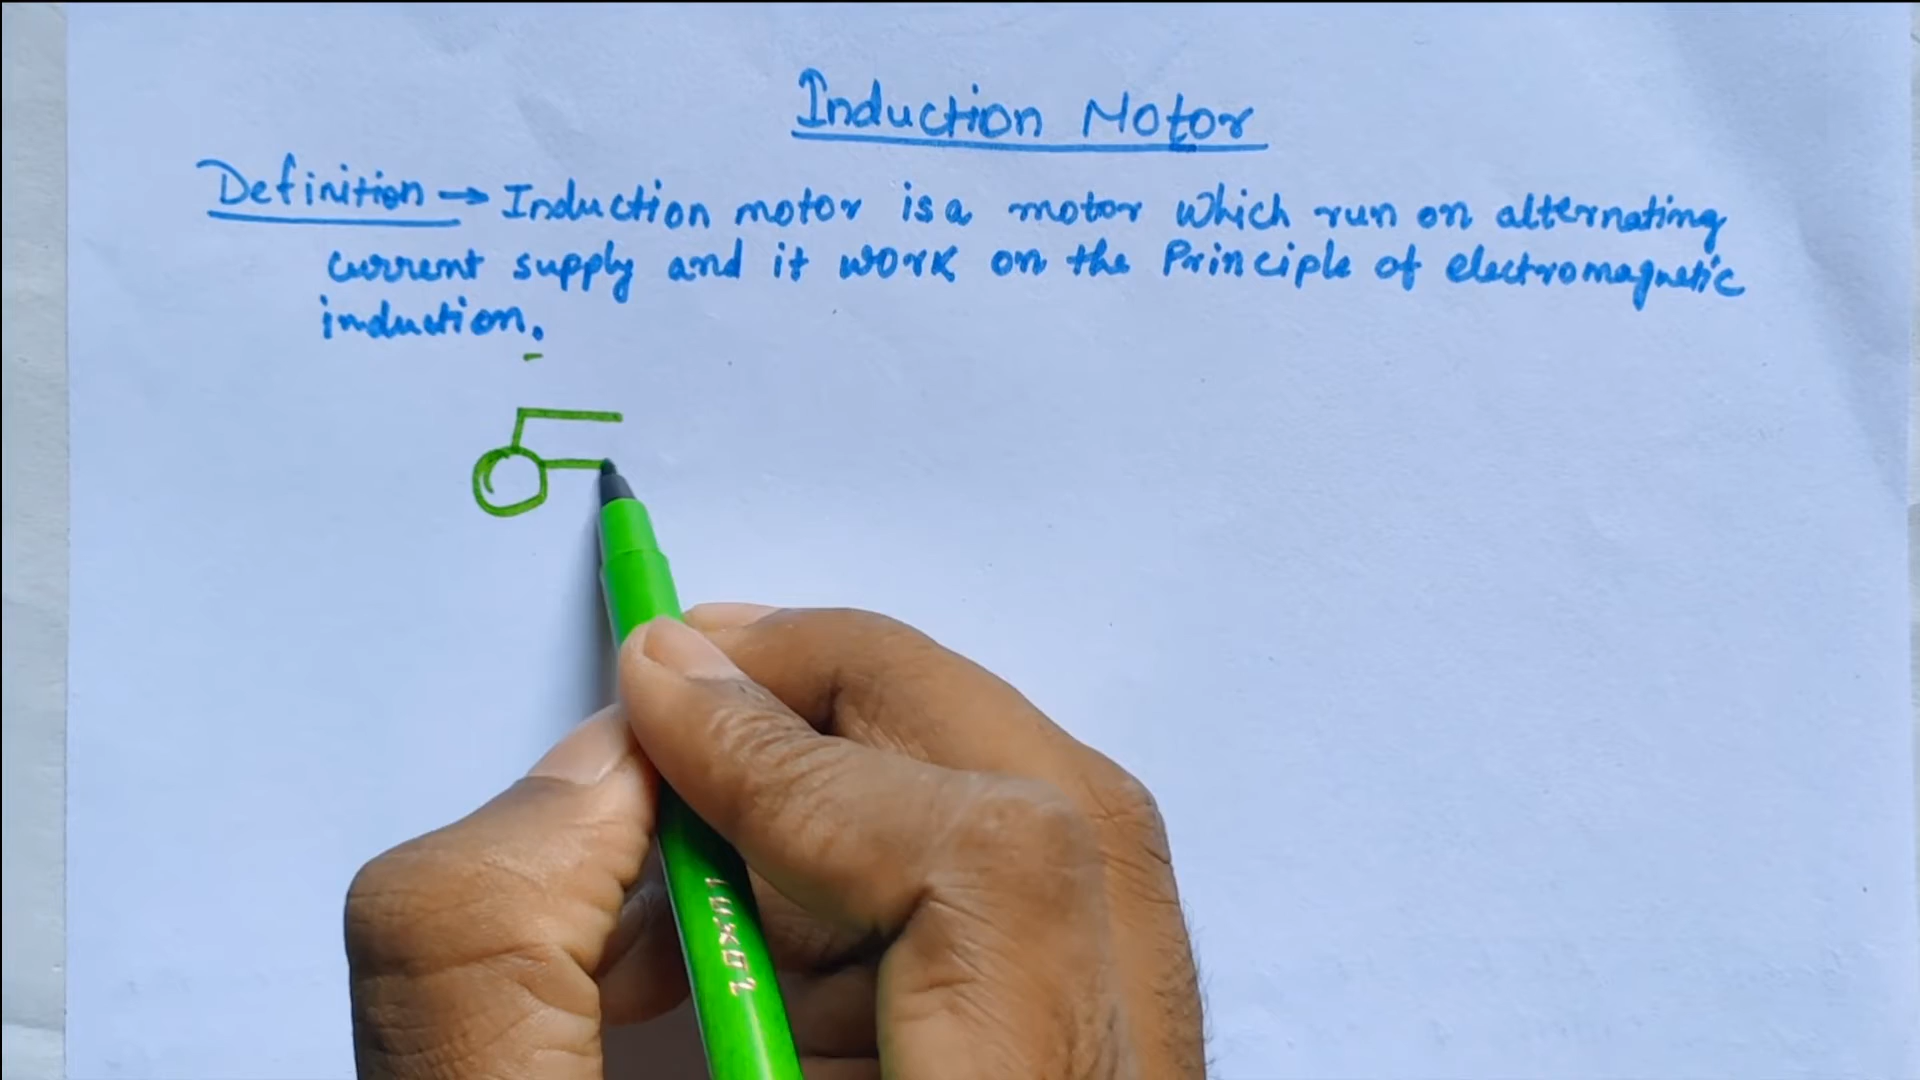 Induction Motor
Definition → Induction motor is a motor which run on alternating
current supply and it work on the Principle of electromagnetic
induction.
LUXOR